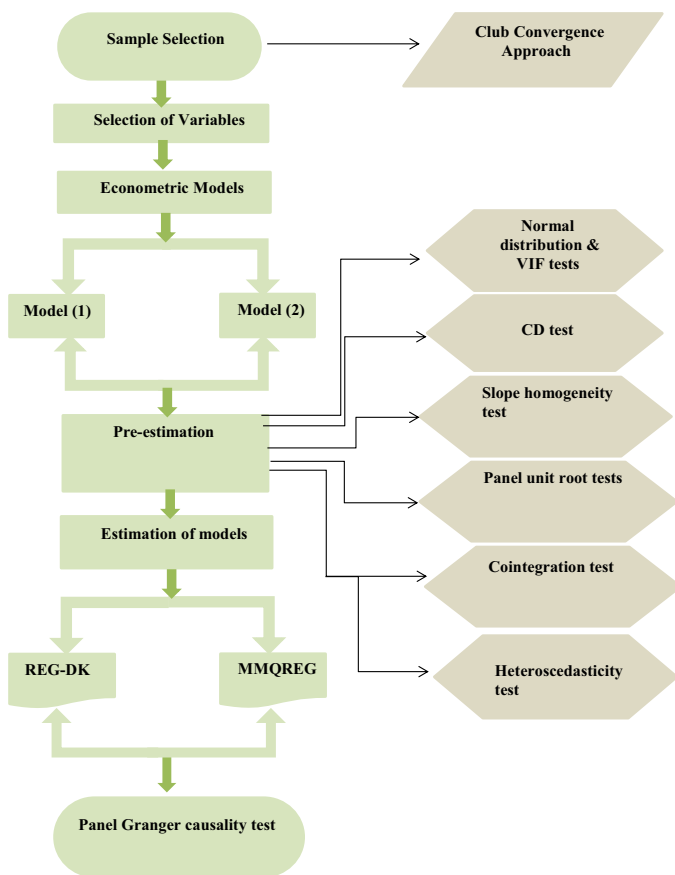 Sample Selection
Club Convergence
Approach
Selection of Variables
Econometric Models
Normal
distribution &
VIF tests
Model (1)
Model (2)
CD test
Slope homogeneity
test
Pre-estimation
Panel unit root tests
Estimation of models
Cointegration test
REG-DK
MMQREG
Heteroscedasticity
test
Panel Granger causality test